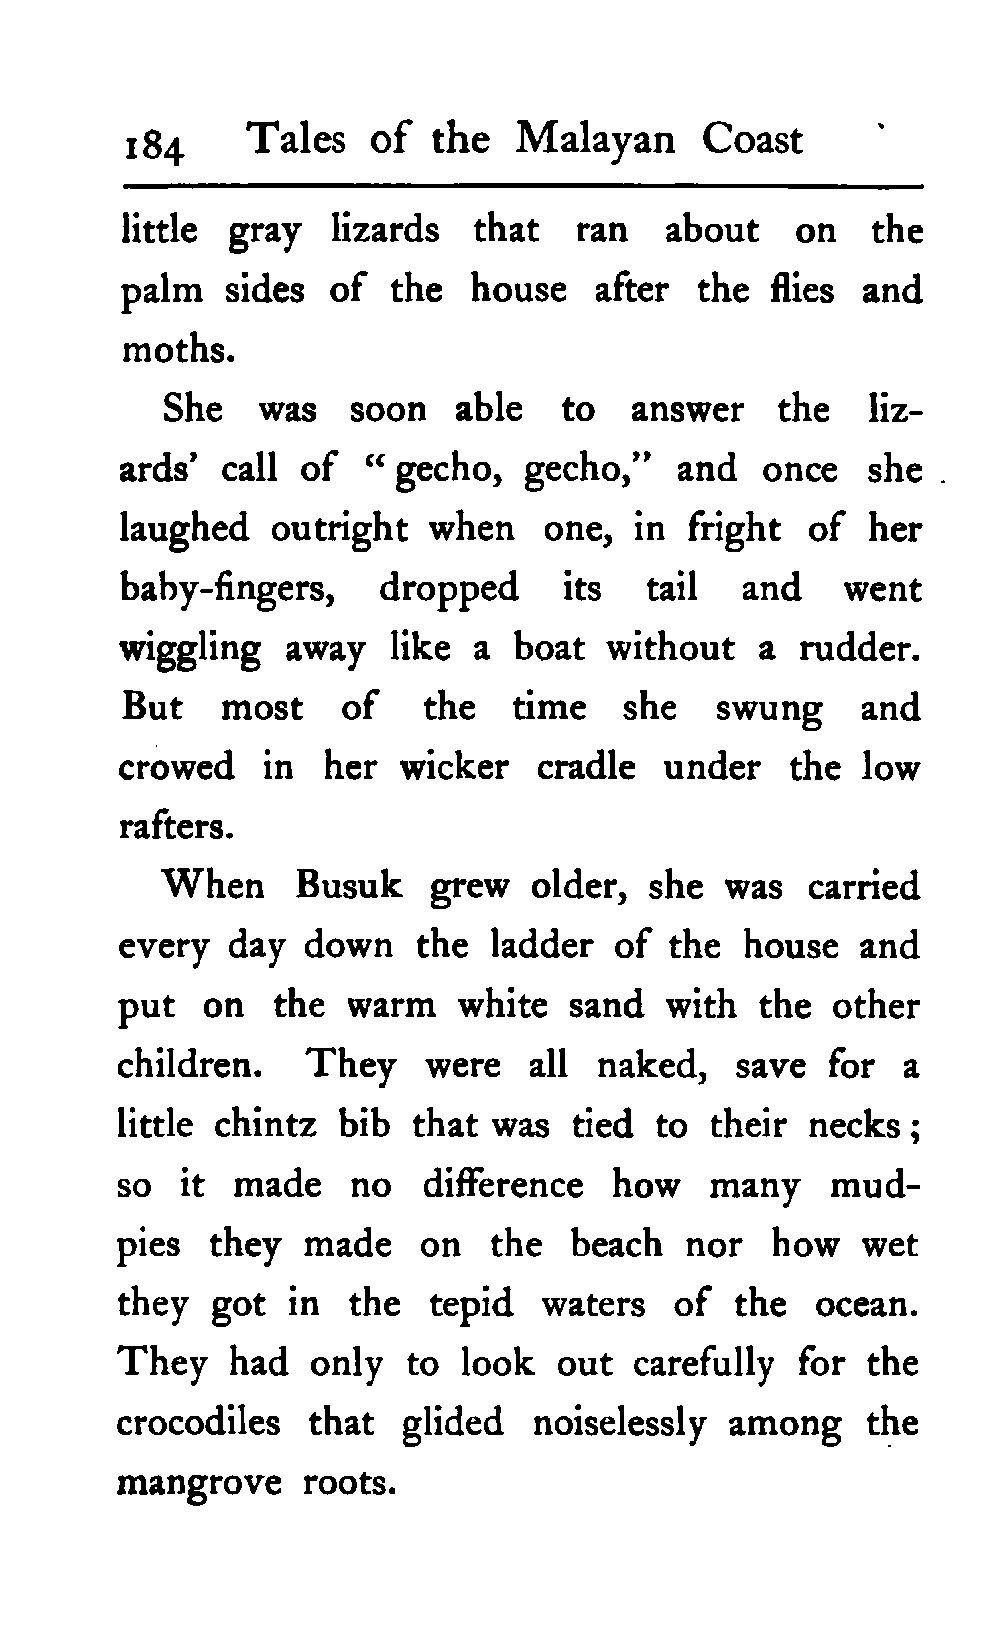 184 Tales of the Malayan Coast
little gray lizards that ran about on the
palm sides of the house after the flies and
moths.
She was soon able to answer the liz-
ards' call of "gecho, gecho," and once she
laughed outright when one, in fright of her
baby-fingers, dropped its tail and went
wiggling away like a boat without a rudder.
But most of the time she swung and
crowed in her wicker cradle under the low
rafters.
When Busuk grew older, she was carried
every day down the ladder of the house and
put on the warm white sand with the other
children. They were all naked, save for a
little chintz bib that was tied to their necks;
so it made no difference how many mud-
pies they made on the beach nor how wet
they got in the tepid waters of the ocean.
They had only to look out carefully for the
crocodiles that glided noiselessly among the
mangrove roots.